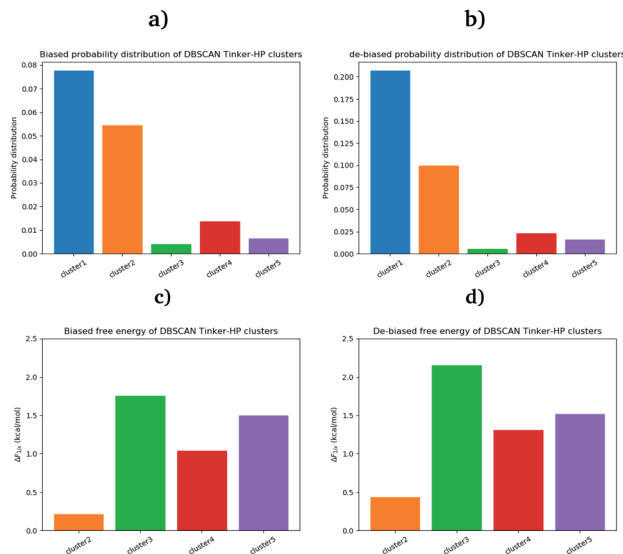 a)
Biased probability distribution of DBSCAN Tinker-HP clusters
Probability distribution
0.08
0.07
0.06
0.05
0.04
0.03
0.02
0.01
0.00
cluster1
cluster2
cluster3
cluster4
cluster5
b)
de-biased probability distribution of DBSCAN Tinker-HP clusters
Probability distribution
0.200
0.175
0.150
0.125
0.100
0.075
0.050
0.025
0.000
cluster1
cluster2
cluster3
cluster4
cluster5
c)
Biased free energy of DBSCAN Tinker-HP clusters
ΔF1x (kcal/mol)
2.5
2.0
1.5
1.0
0.5
0.0
cluster2
cluster3
cluster4
cluster5
d)
De-biased free energy of DBSCAN Tinker-HP clusters
ΔF1x (kcal/mol)
2.5
2.0
1.5
1.0
0.5
0.0
cluster2
cluster3
cluster4
cluster5